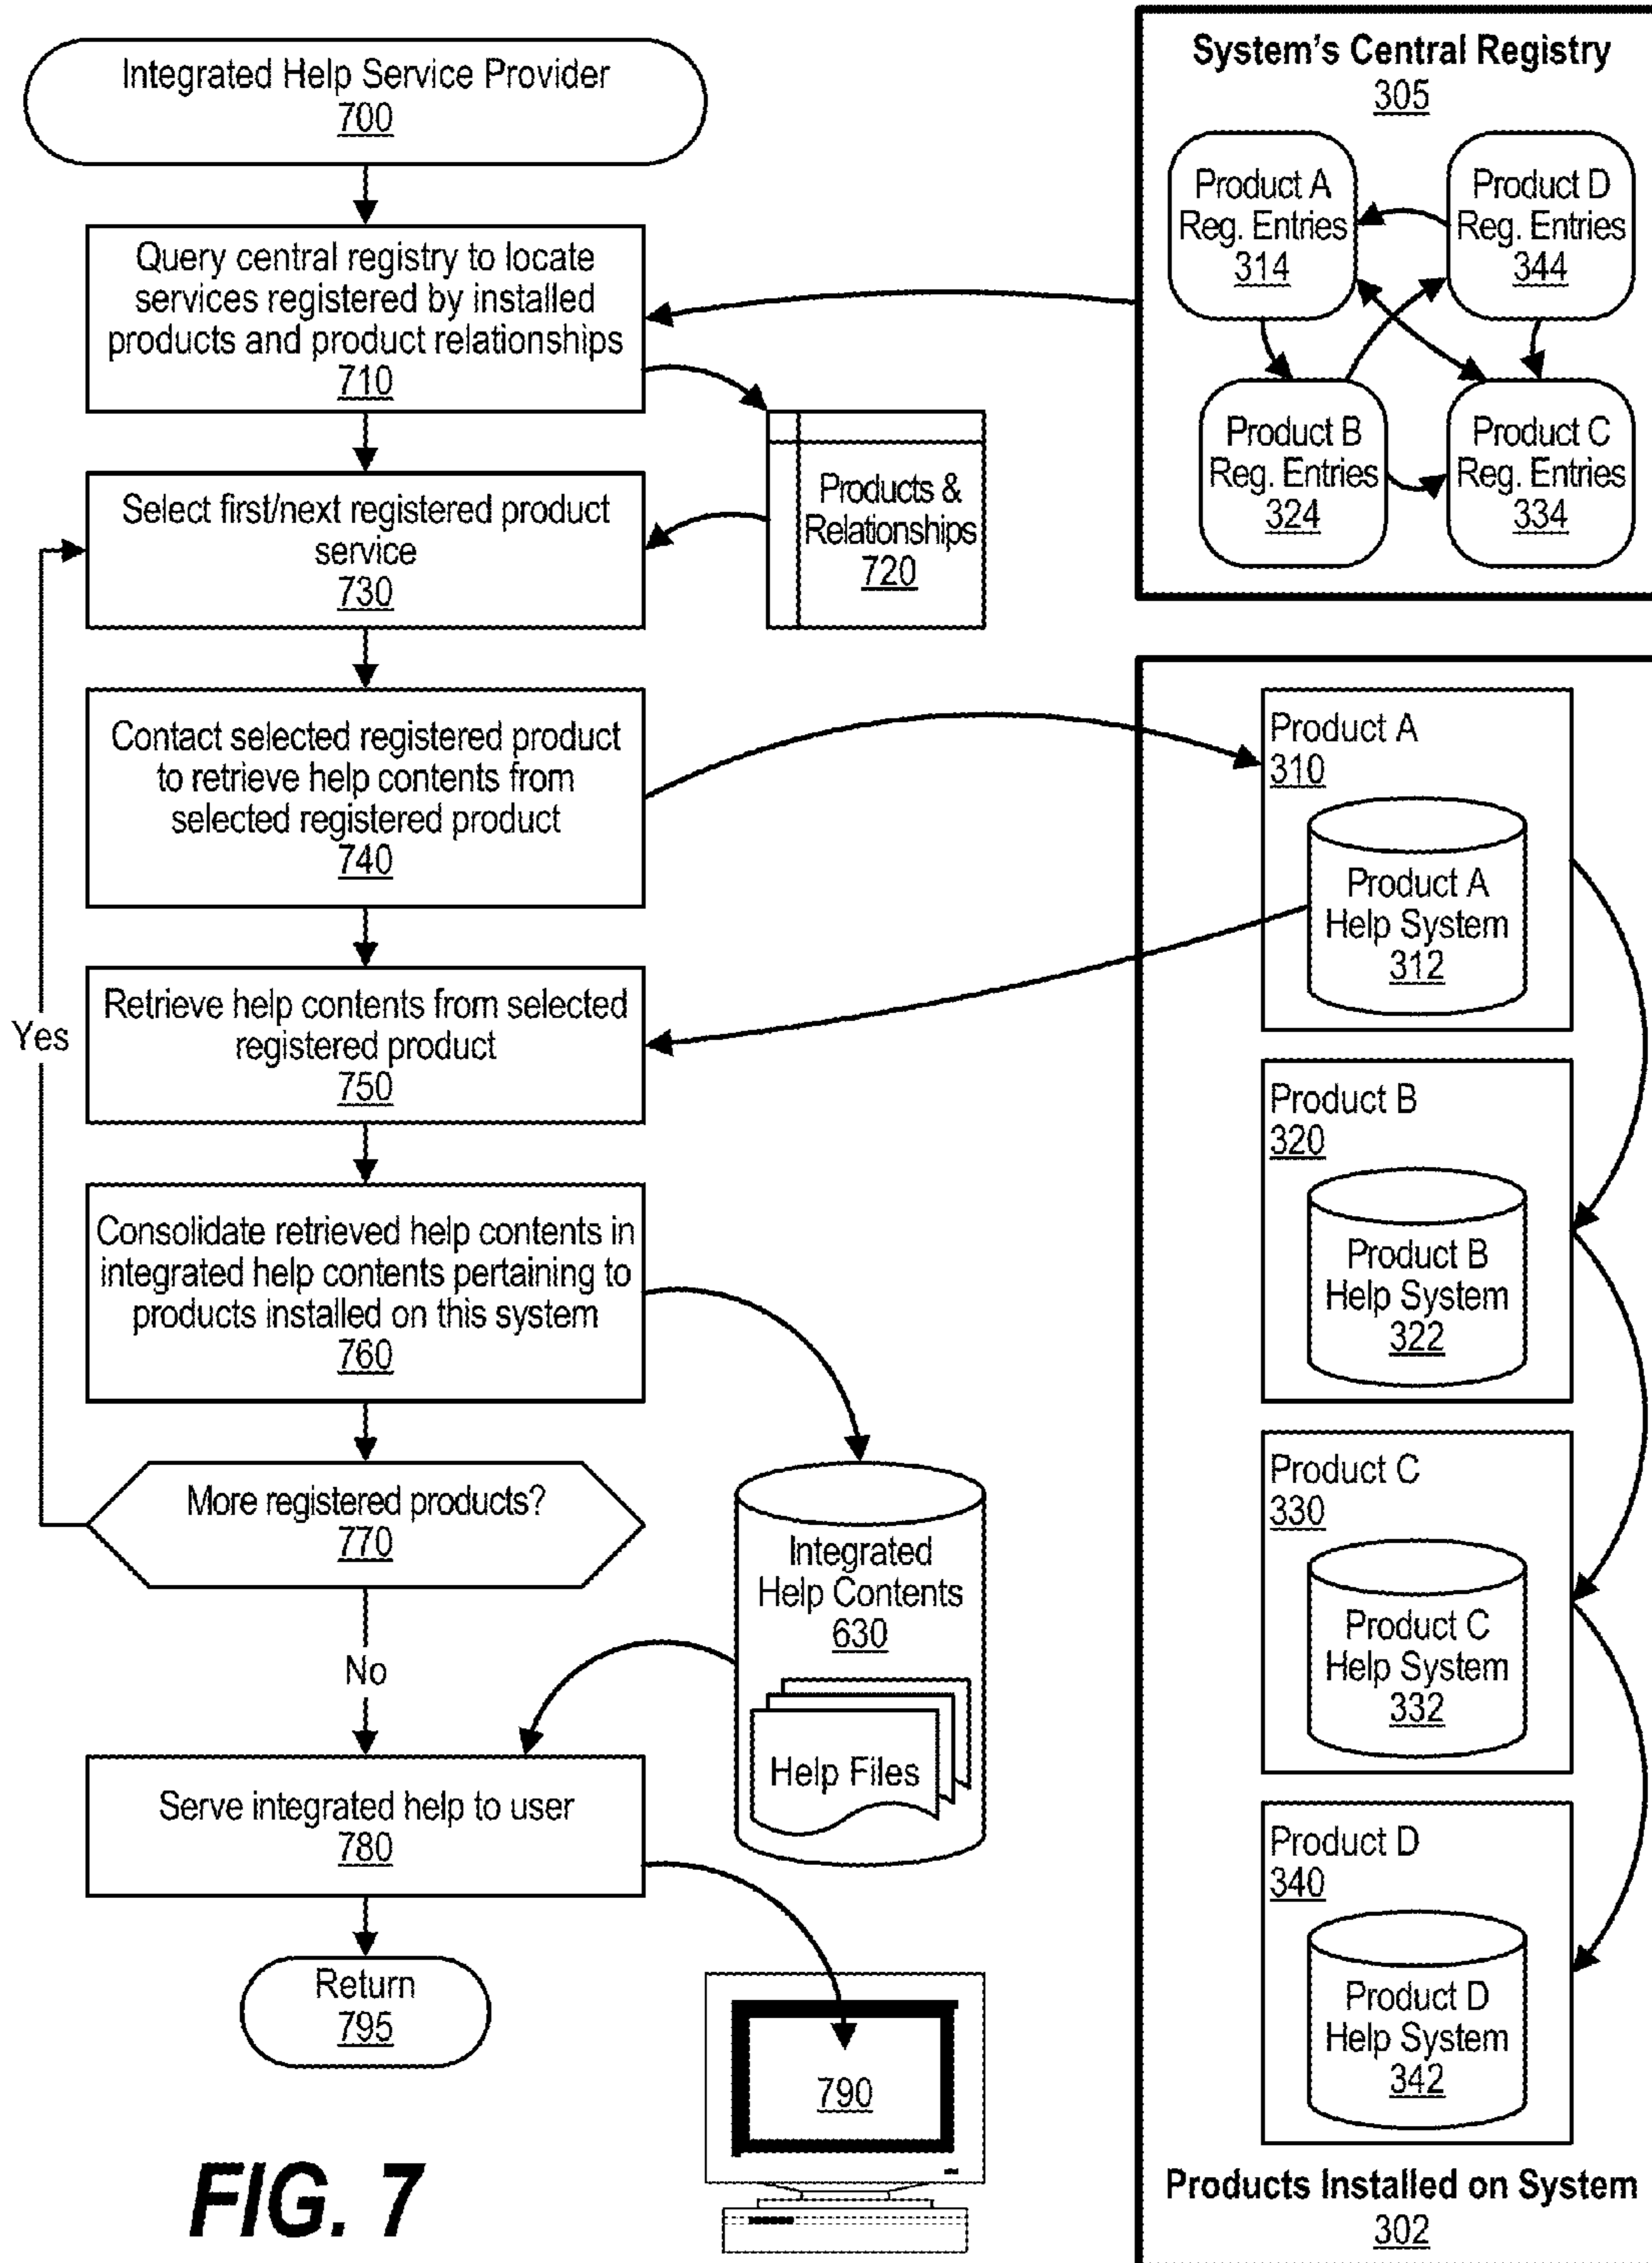 Integrated Help Service Provider
700
Query central registry to locate
services registered by installed
products and product relationships
710
Products &
Relationships
720
Select first/next registered product
service
730
Contact selected registered product
to retrieve help contents from
selected registered product
740
Retrieve help contents from selected
registered product
750
Yes
Consolidate retrieved help contents in
integrated help contents pertaining to
products installed on this system
760
More registered products?
770
No
Integrated
Help Contents
630
Help Files
Serve integrated help to user
780
Return
795
790
FIG. 7
System's Central Registry
305
Product A
Reg. Entries
314
Product D
Reg. Entries
344
Product B
Reg. Entries
324
Product C
Reg. Entries
334
Product A
310
Product A
Help System
312
Product B
320
Product B
Help System
322
Product C
330
Product C
Help System
332
Product D
340
Product D
Help System
342
Products Installed on System
302